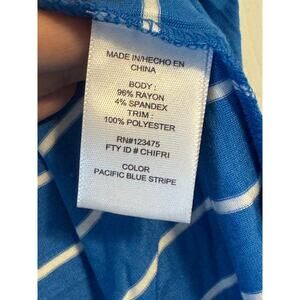 MADE IN/HECHO EN
CHINA
BODY :
96% RAYON
4% SPANDEX
TRIM :
100% POLYESTER
RN#123475
FTY ID # CHIFRI
COLOR
PACIFIC BLUE STRIPE